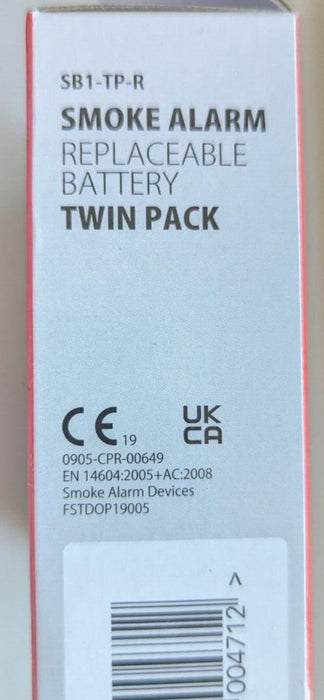 SB1-TP-R
SMOKE ALARM
REPLACEABLE
BATTERY
TWIN PACK
CE 19
UK
CA
0905-CPR-00649
EN 14604:2005+AC:2008
Smoke Alarm Devices
FSTDOP19005
004712 >